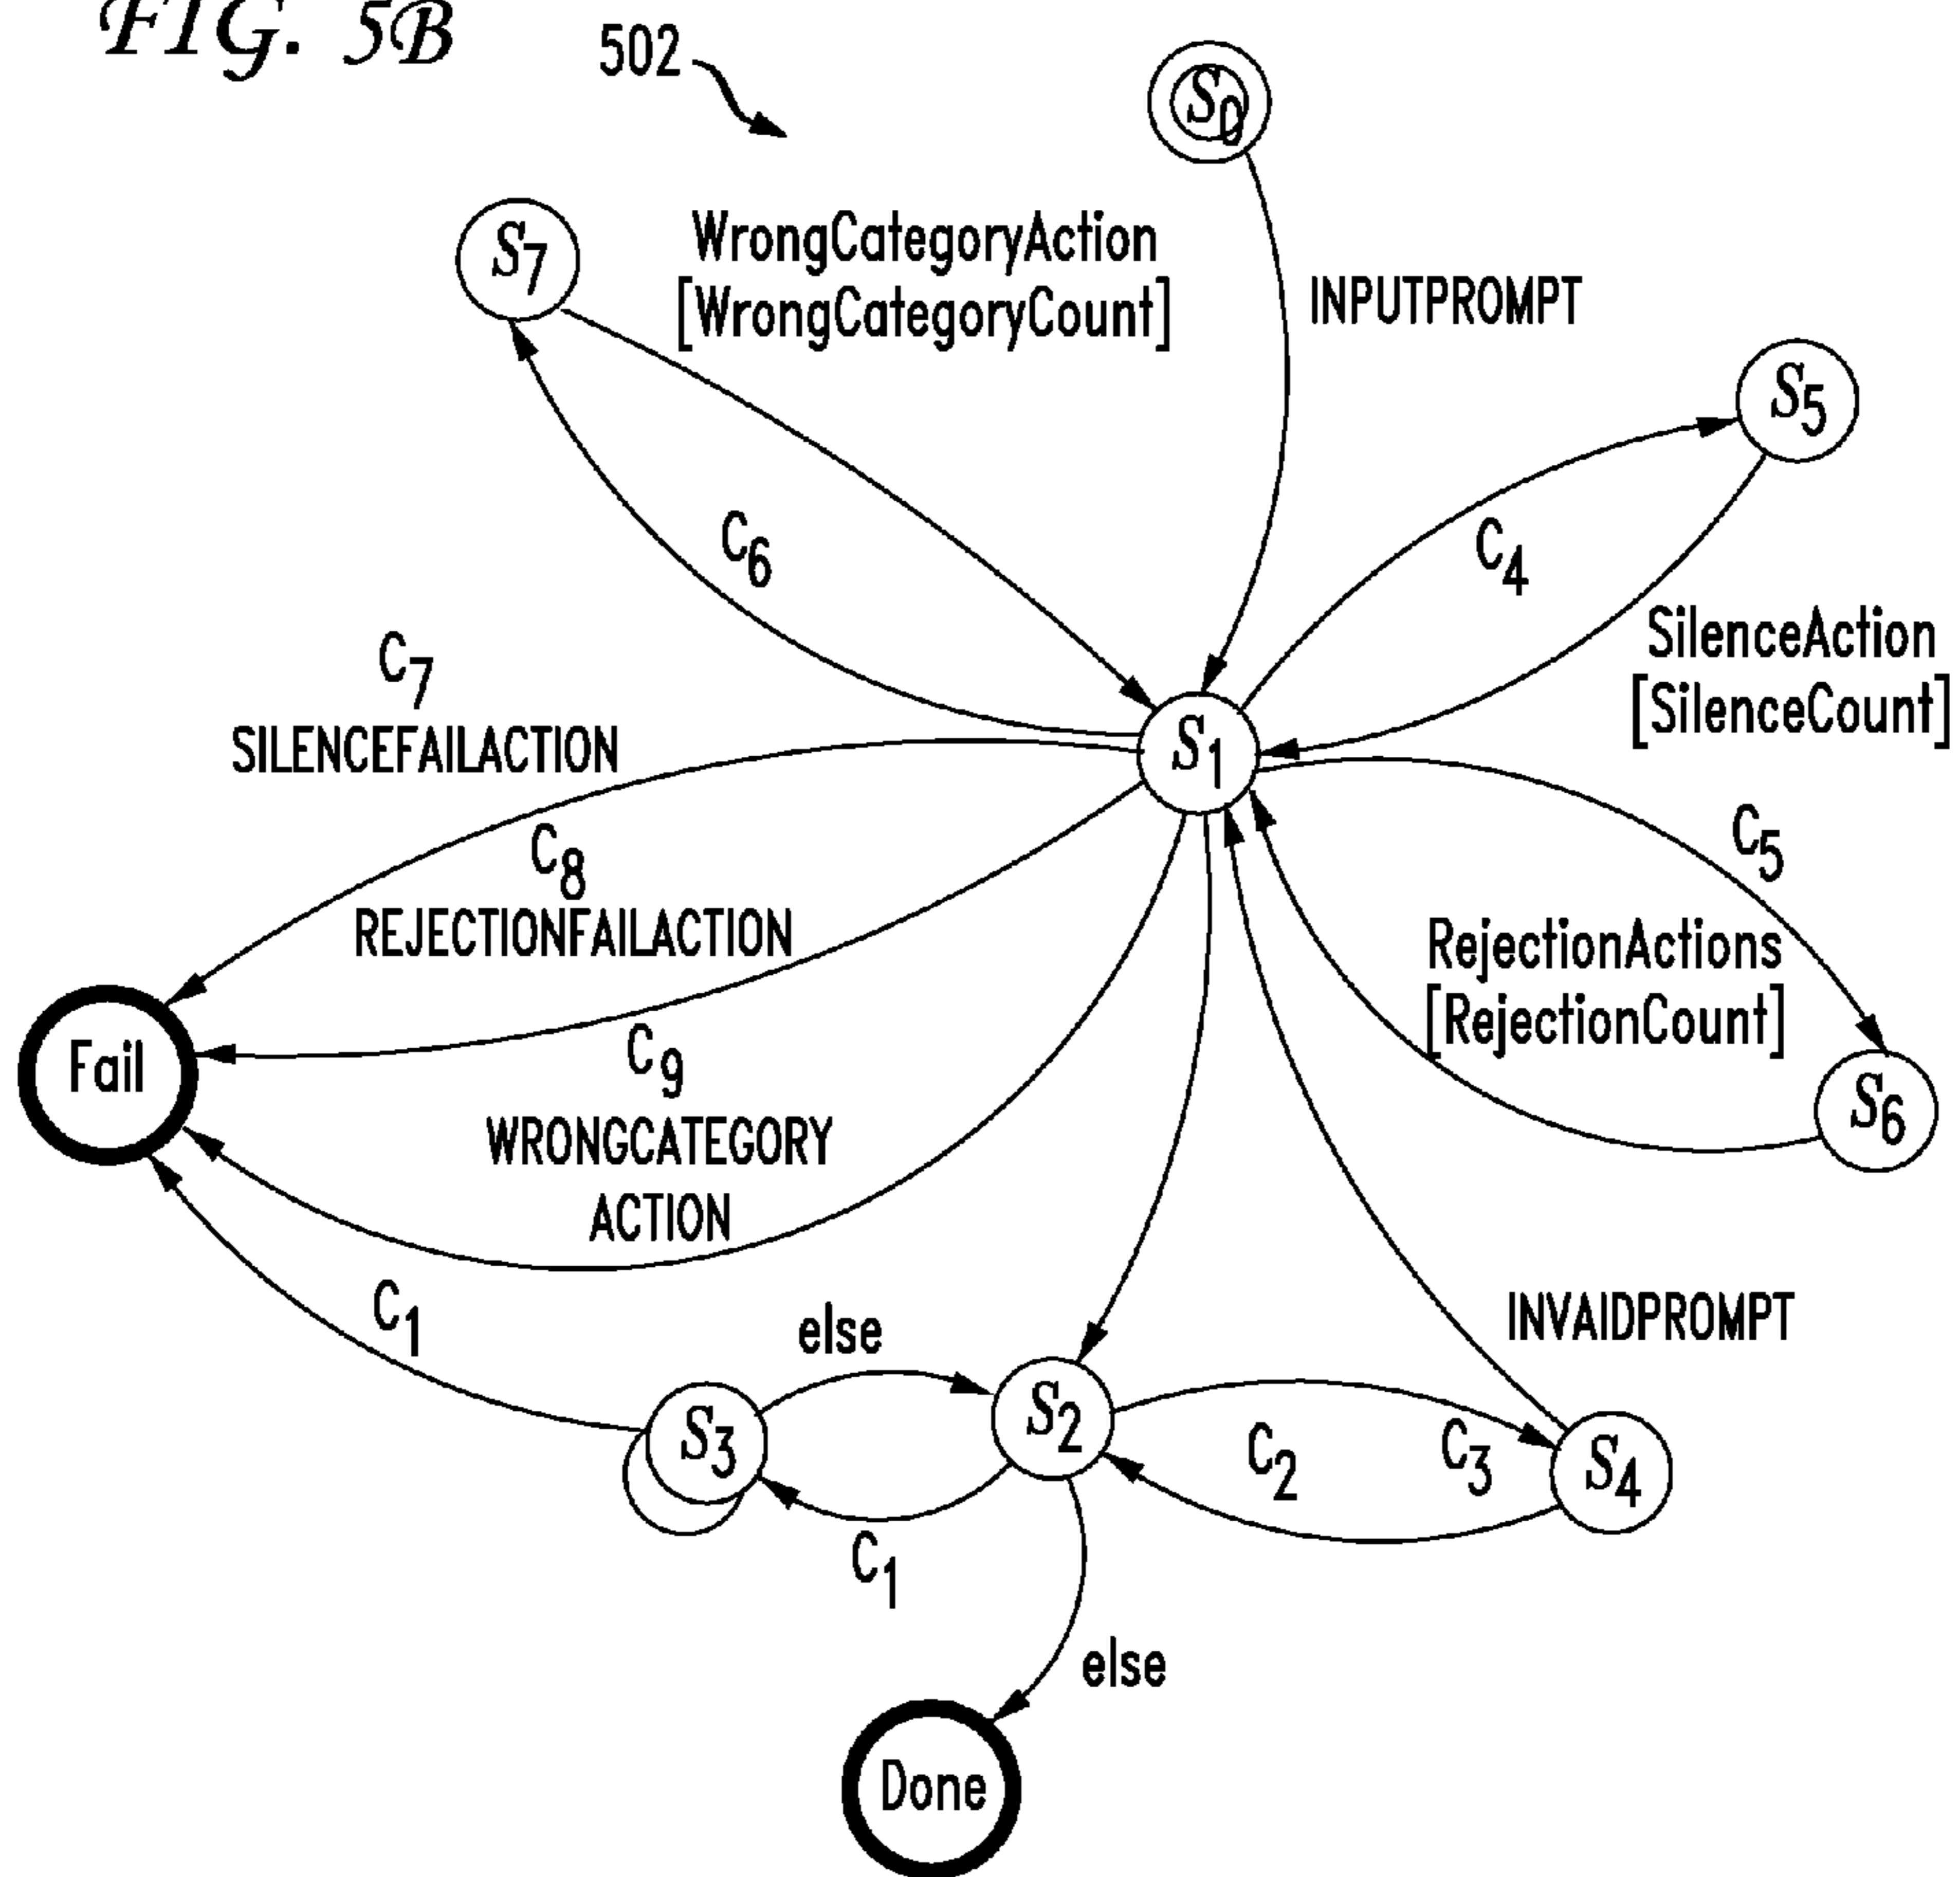 FIG. 5B
502
S0
S7
WrongCategoryAction
[WrongCategoryCount]
INPUTPROMPT
S5
C6
C4
SilenceAction
[SilenceCount]
C7
SILENCEFAILACTION
S1
C8
REJECTIONFAILACTION
C5
RejectionActions
[RejectionCount]
Fail
C9
WRONGCATEGORY
ACTION
S6
C1
else
INVAIDPROMPT
S3
S2
C2
C3
S4
C1
else
Done